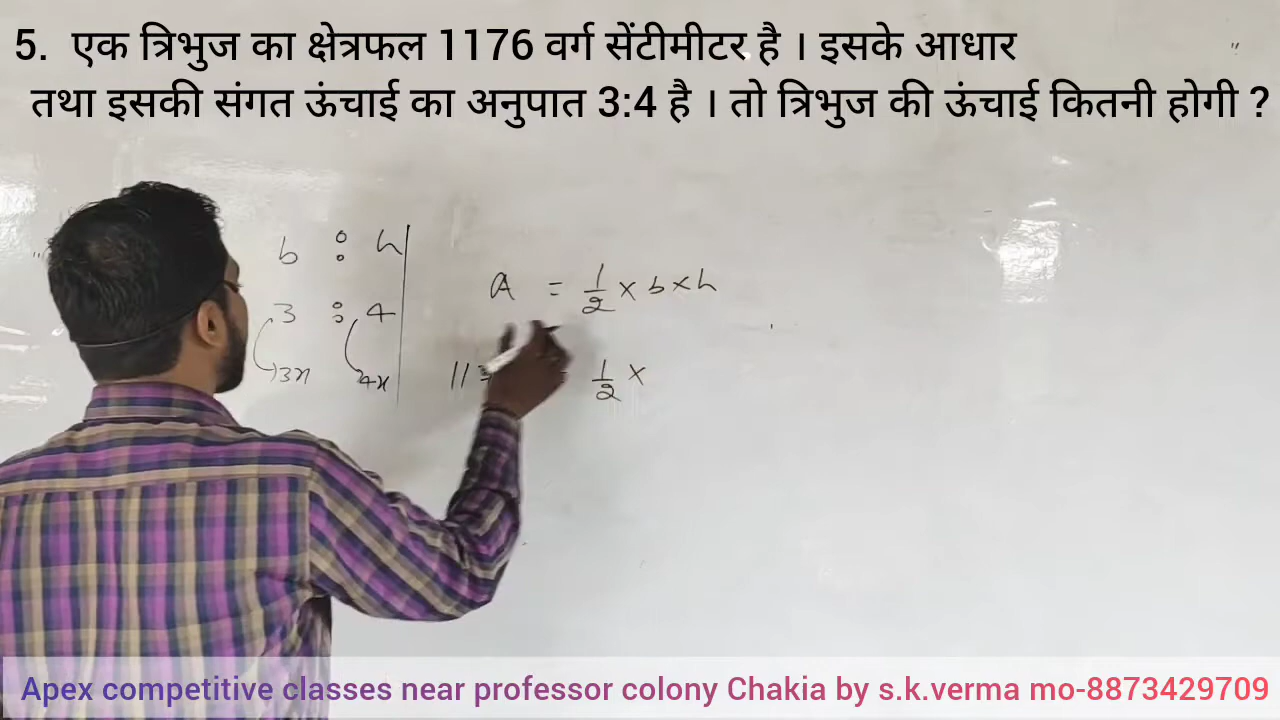 5. एक त्रिभुज का क्षेत्रफल 1176 वर्ग सेंटीमीटर है । इसके आधार
तथा इसकी संगत ऊंचाई का अनुपात 3:4 है । तो त्रिभुज की ऊंचाई कितनी होगी ?
b : h
3 : 4
3x 4x
A = 1/2 × b × h
11 = 1/2 ×
Apex competitive classes near professor colony Chakia by s.k.verma mo-8873429709